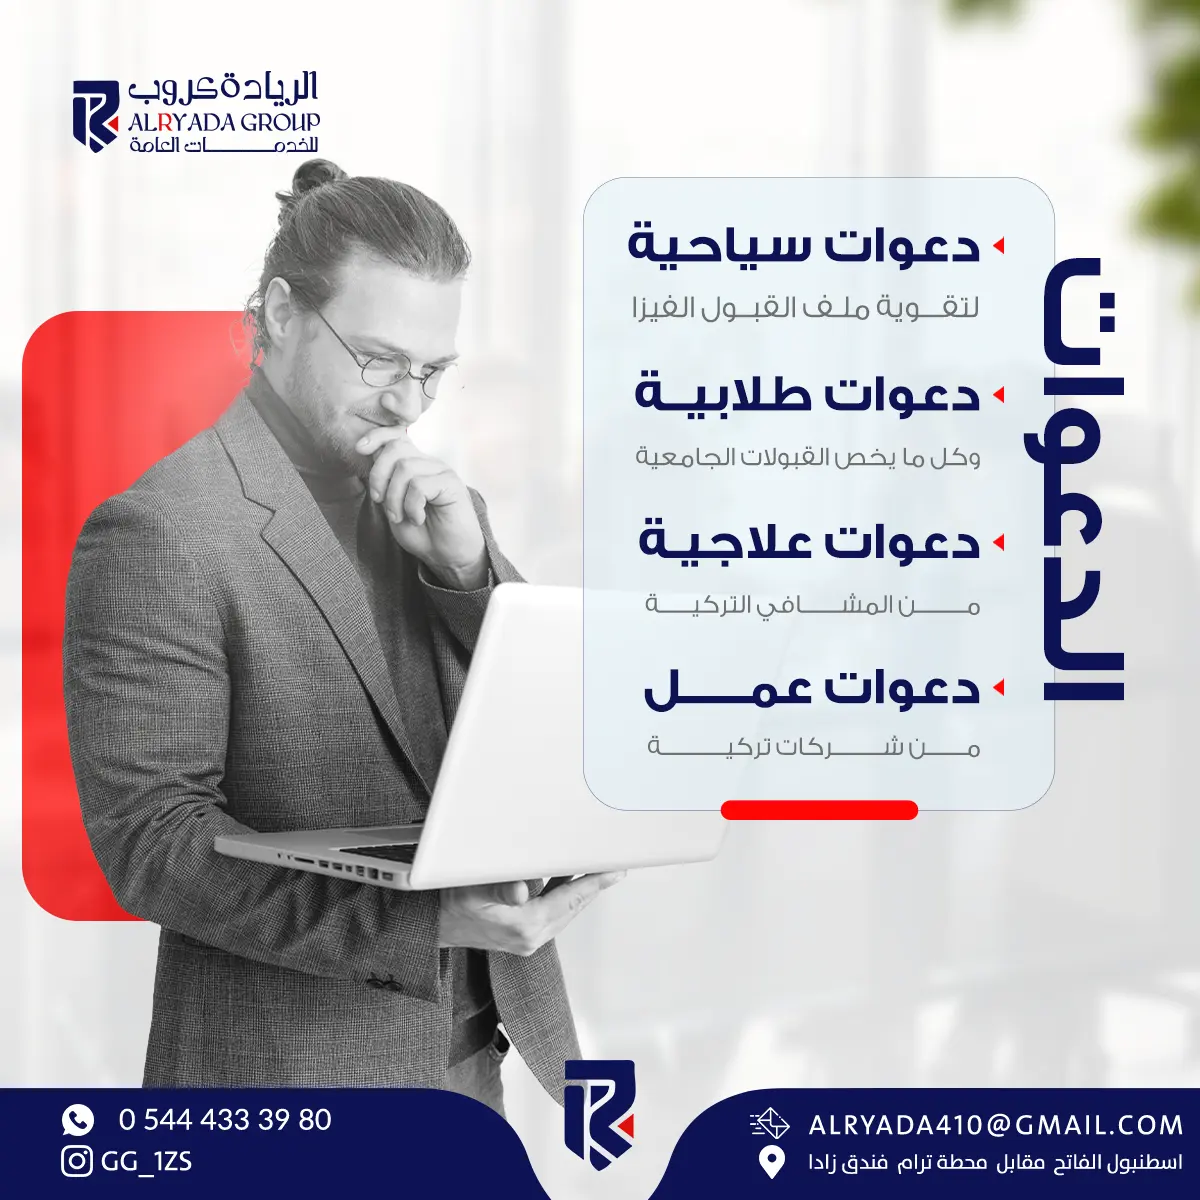 الريادة كروب
ALRYADA GROUP
للخدمــــات العامة
الدعوات
دعوات سياحية
لتقوية ملف القبول الفيزا
دعوات طلابية
وكل ما يخص القبولات الجامعية
دعوات علاجية
من المشافي التركية
دعوات عمل
من شركات تركية
0 544 433 39 80
GG_1ZS
ALRYADA410@GMAIL.COM
اسطنبول الفاتح مقابل محطة ترام فندق زادا